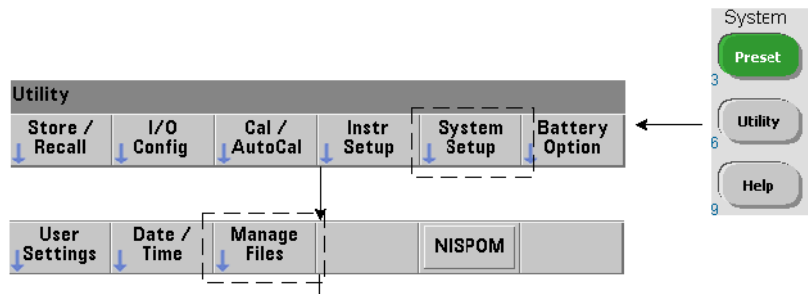 System
Preset
3
Utility
6
Help
9
Utility
Store / Recall
I/O Config
Cal / AutoCal
Instr Setup
System Setup
Battery Option
User Settings
Date / Time
Manage Files
NISPOM